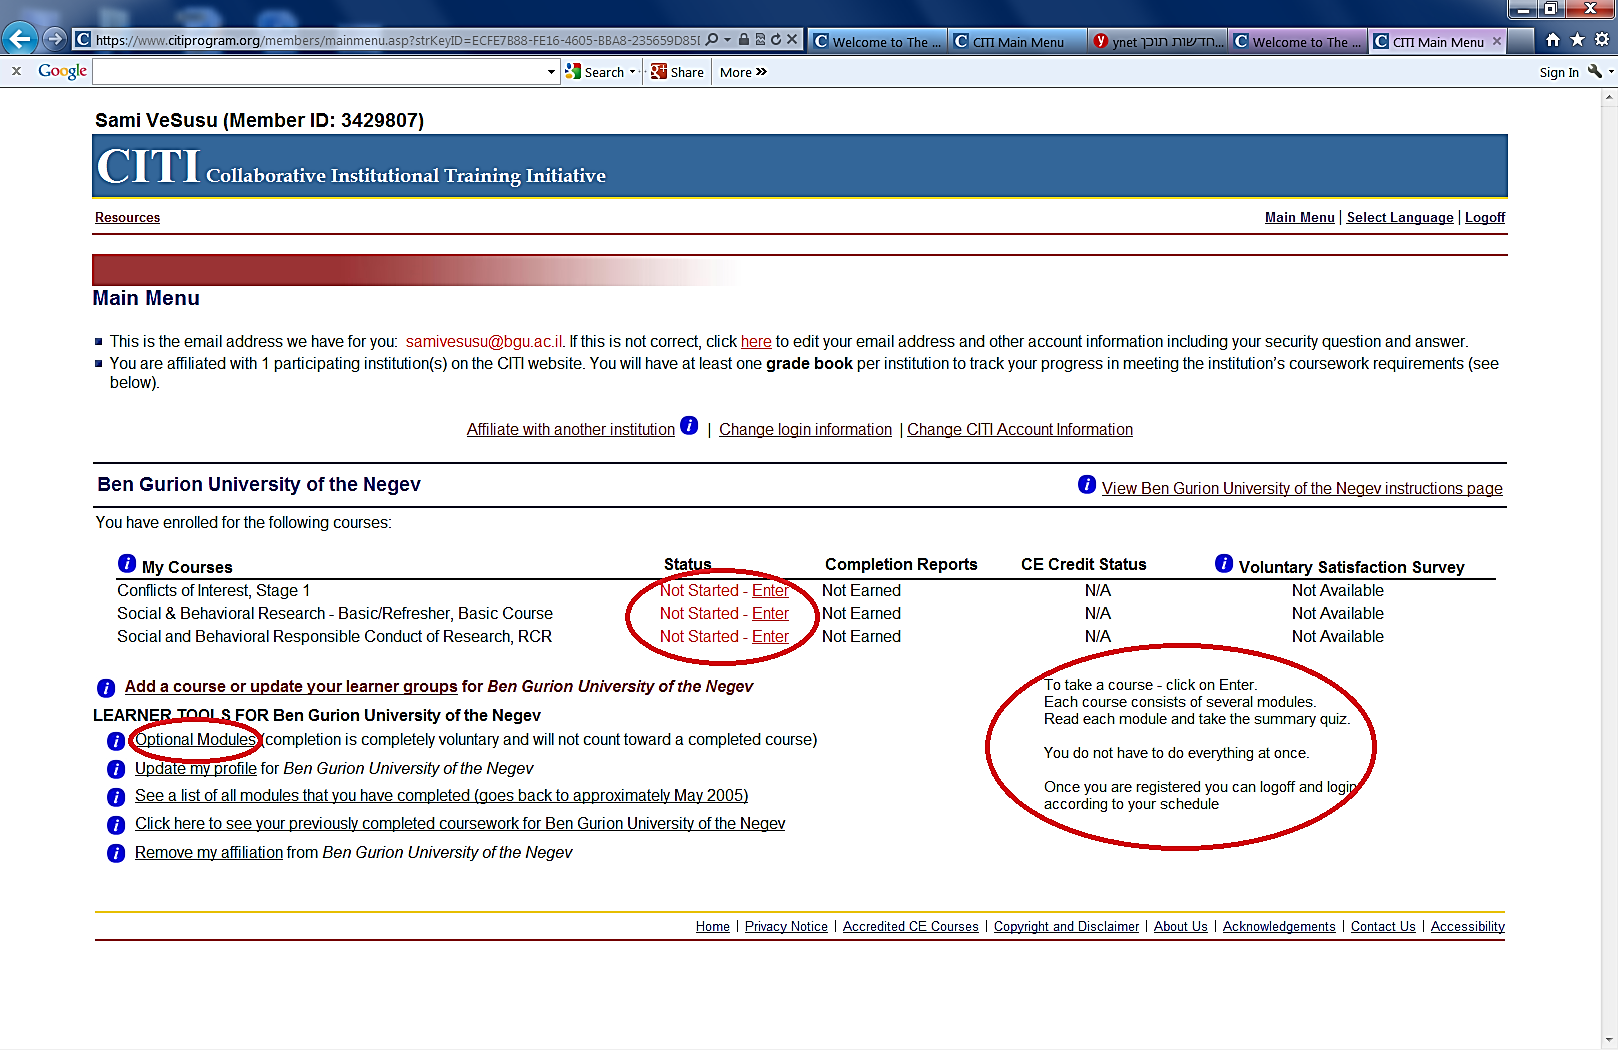 https://www.citiprogram.org/members/mainmenu.asp?strKeyID=ECFE7B88-FE16-4605-BBA8-235659D85I
Welcome to The ...
CITI Main Menu
ynet חדשות תוכן...
Welcome to The ...
CITI Main Menu
x Google Search Share More »
Sign In
Sami VeSusu (Member ID: 3429807)
CITI Collaborative Institutional Training Initiative
Resources
Main Menu | Select Language | Logoff
Main Menu
This is the email address we have for you: samivesusu@bgu.ac.il. If this is not correct, click here to edit your email address and other account information including your security question and answer.
You are affiliated with 1 participating institution(s) on the CITI website. You will have at least one grade book per institution to track your progress in meeting the institution's coursework requirements (see
below).
Affiliate with another institution i | Change login information | Change CITI Account Information
Ben Gurion University of the Negev
i View Ben Gurion University of the Negev instructions page
You have enrolled for the following courses:
i My Courses Status Completion Reports CE Credit Status i Voluntary Satisfaction Survey
Conflicts of Interest, Stage 1 Not Started - Enter Not Earned N/A Not Available
Social & Behavioral Research - Basic/Refresher, Basic Course Not Started - Enter Not Earned N/A Not Available
Social and Behavioral Responsible Conduct of Research, RCR Not Started - Enter Not Earned N/A Not Available
i Add a course or update your learner groups for Ben Gurion University of the Negev
LEARNER TOOLS FOR Ben Gurion University of the Negev
i Optional Modules (completion is completely voluntary and will not count toward a completed course)
i Update my profile for Ben Gurion University of the Negev
i See a list of all modules that you have completed (goes back to approximately May 2005)
i Click here to see your previously completed coursework for Ben Gurion University of the Negev
i Remove my affiliation from Ben Gurion University of the Negev
To take a course - click on Enter.
Each course consists of several modules.
Read each module and take the summary quiz.
You do not have to do everything at once.
Once you are registered you can logoff and login
according to your schedule
Home | Privacy Notice | Accredited CE Courses | Copyright and Disclaimer | About Us | Acknowledgements | Contact Us | Accessibility